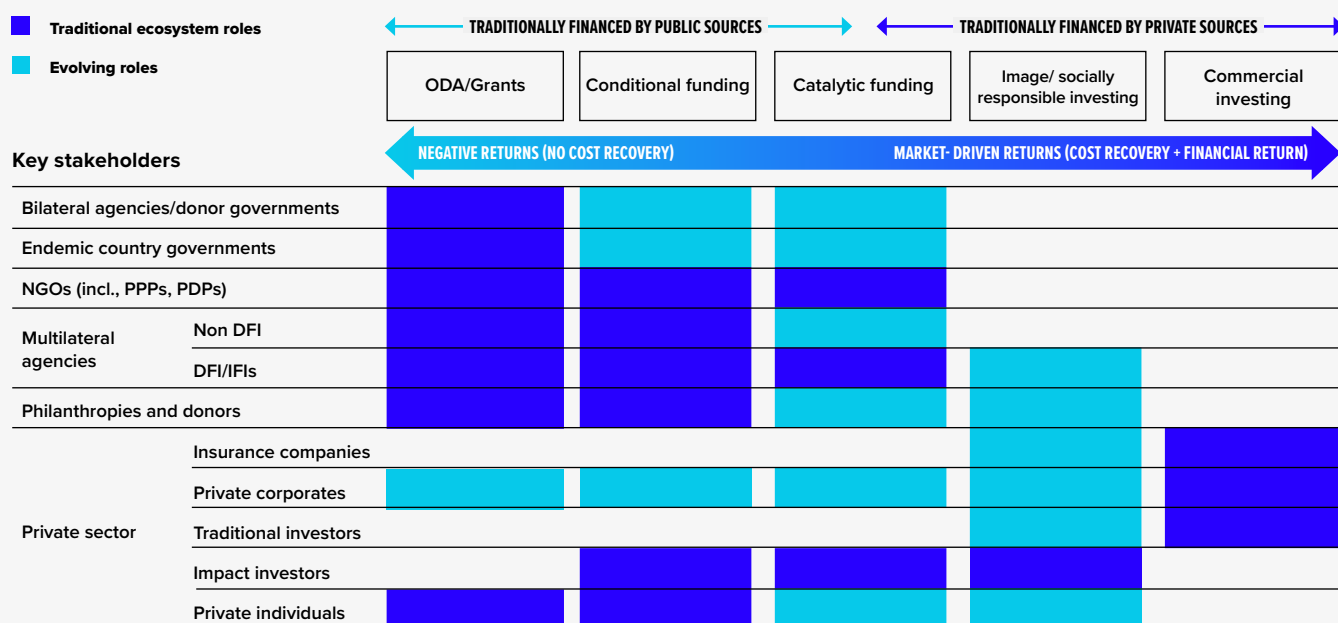 Traditional ecosystem roles
Evolving roles
TRADITIONALLY FINANCED BY PUBLIC SOURCES
TRADITIONALLY FINANCED BY PRIVATE SOURCES
ODA/Grants
Conditional funding
Catalytic funding
Image/ socially
responsible investing
Commercial
investing
Key stakeholders
NEGATIVE RETURNS (NO COST RECOVERY)
MARKET- DRIVEN RETURNS (COST RECOVERY + FINANCIAL RETURN)
Bilateral agencies/donor governments
Endemic country governments
NGOs (incl., PPPs, PDPs)
Multilateral
agencies
Non DFI
DFI/IFIs
Philanthropies and donors
Private sector
Insurance companies
Private corporates
Traditional investors
Impact investors
Private individuals